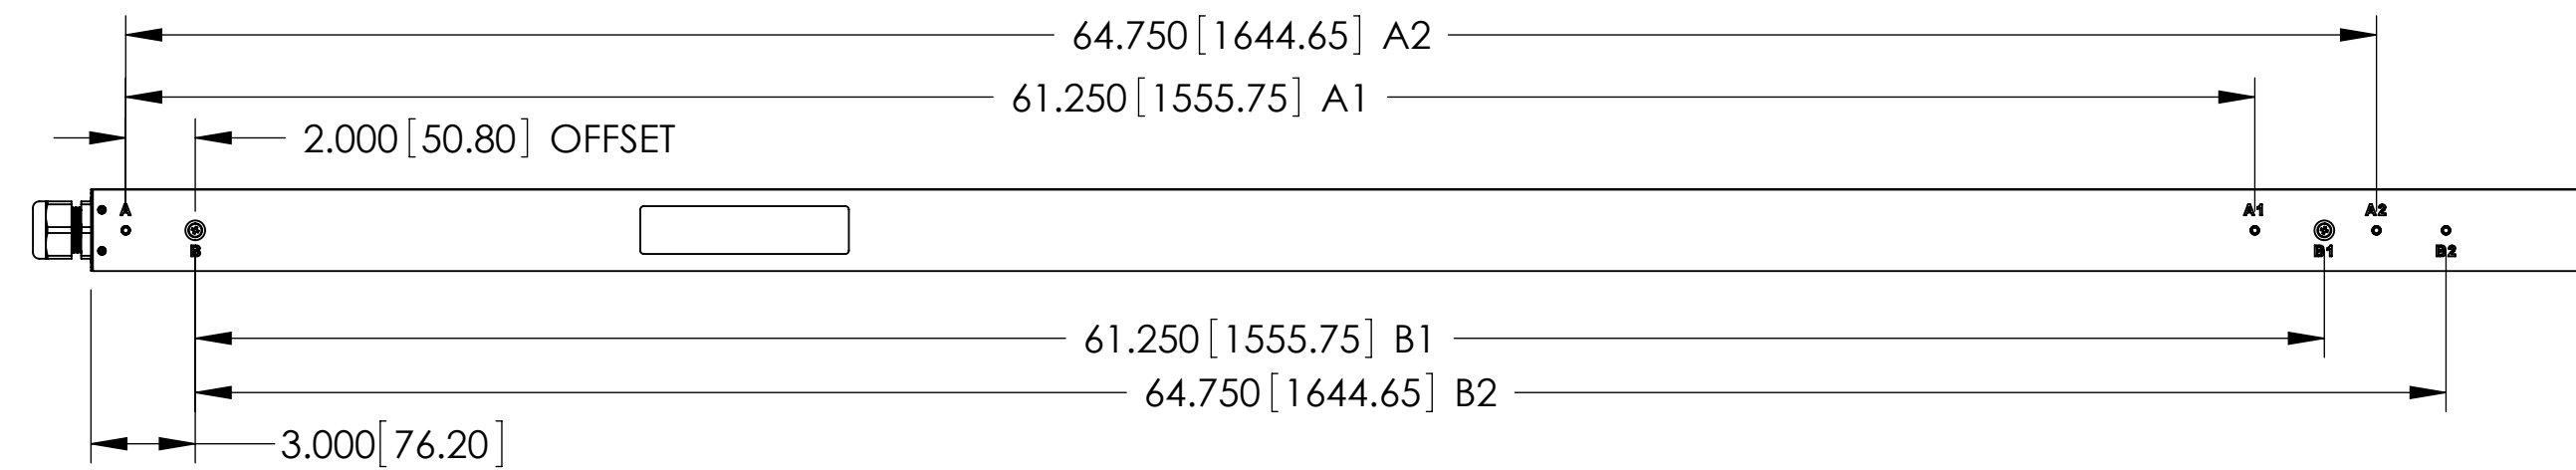 64.750[1644.65] A2
61.250[1555.75] A1
2.000[50.80] OFFSET
A
A1
A2
B
B1
B2
61.250[1555.75] B1
64.750[1644.65] B2
3.000[76.20]